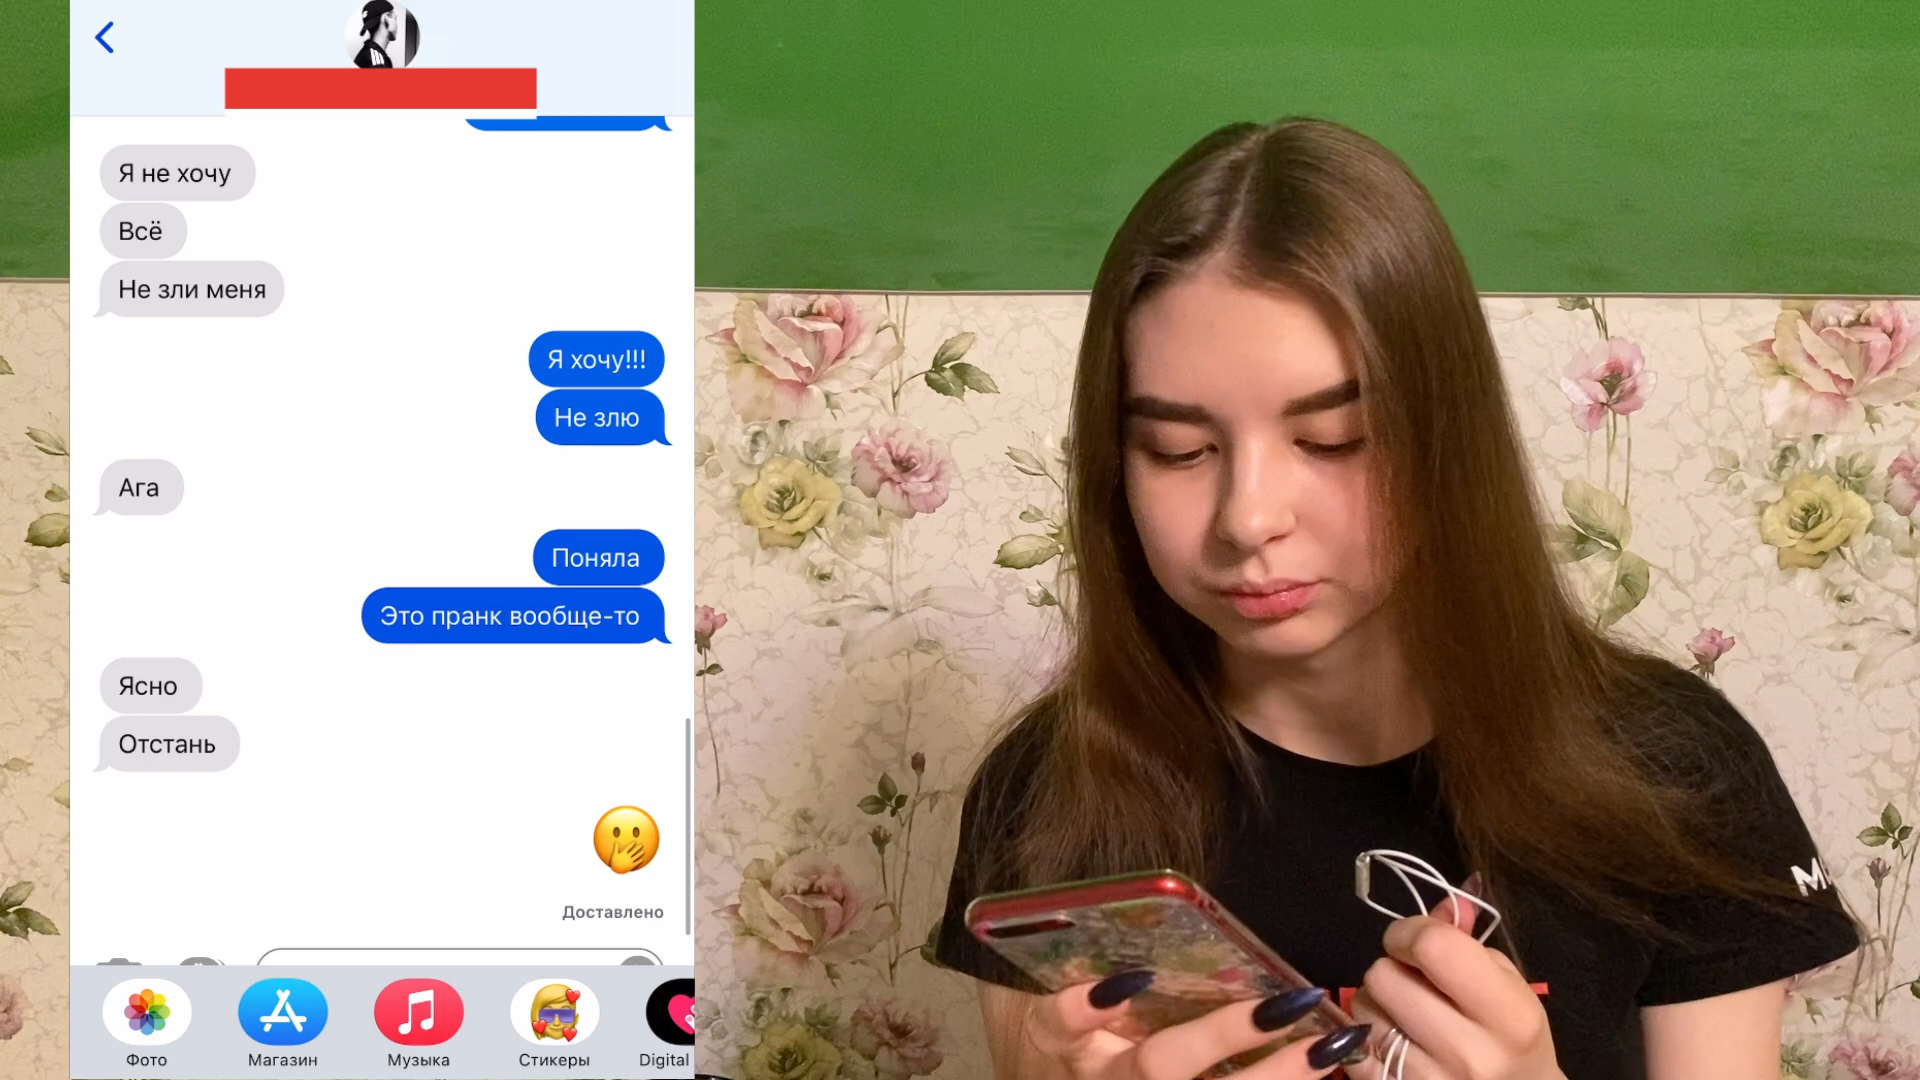 Я не хочу
Всё
Не зли меня
Я хочу!!!
Не злю
Ага
Поняла
Это пранк вообще-то
Ясно
Отстань
Доставлено
Фото
Магазин
Музыка
Стикеры
Digital